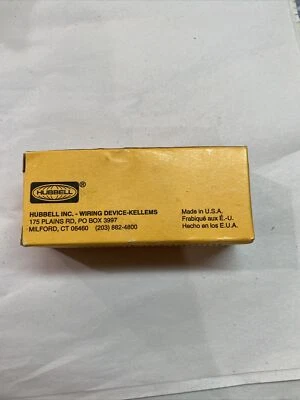 HUBBELL
®
HUBBELL INC. - WIRING DEVICE-KELLEMS
175 PLAINS RD, PO BOX 3997
MILFORD, CT 06460 (203) 882-4800
Made in U.S.A.
Frabiqué aux É.-U.
Hecho en los E.U.A.